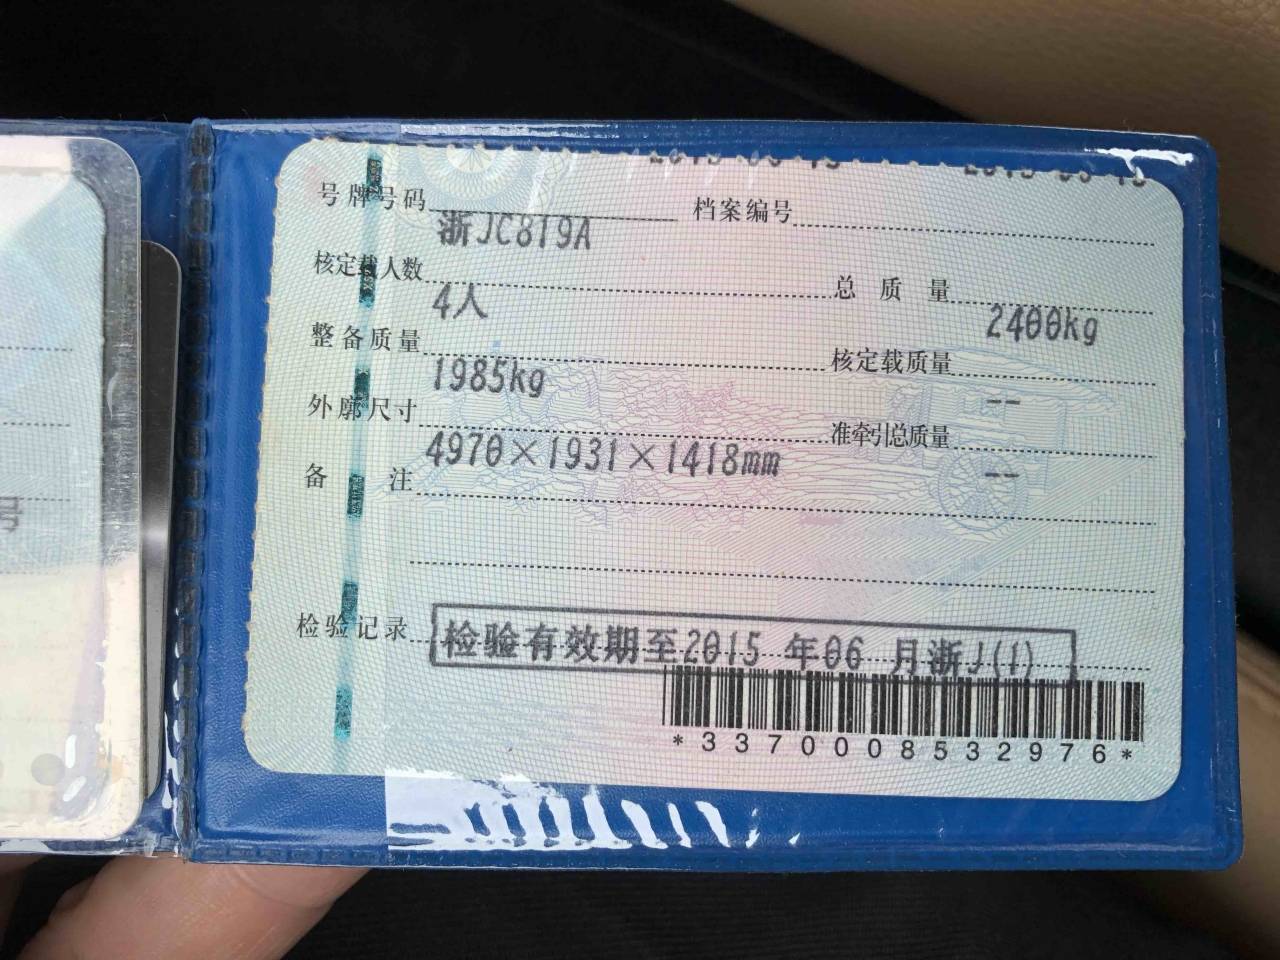 号牌号码 浙JC819A 档案编号
核定载人数 4人 总质量 2400kg
整备质量 1985kg 核定载质量 --
外廓尺寸 4970×1931×1418mm 准牵引总质量 --
备注
检验记录 检验有效期至2015 年06 月浙J(1)
*3370008532976*
号